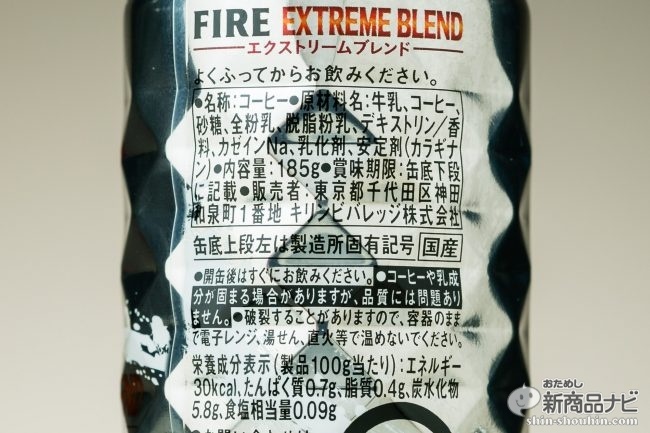 FIRE EXTREME BLEND
エクストリームブレンド
よくふってからお飲みください。
●名称:コーヒー●原材料名:牛乳、コーヒー、
砂糖、全粉乳、脱脂粉乳、デキストリン/香
料、カゼインNa、乳化剤、安定剤(カラギナ
ン)●内容量:185g●賞味期限:缶底下段
に記載●販売者:東京都千代田区神田
和泉町1番地 キリンビバレッジ株式会社
缶底上段左は製造所固有記号 国産
●開缶後はすぐにお飲みください。●コーヒーや乳成
分が固まる場合がありますが、品質には問題あり
ません。●破裂することがありますので、容器のまま
で電子レンジ、湯せん、直火等で温めないでください。
栄養成分表示(製品100g当たり):エネルギー
30kcal、たんぱく質0.7g、脂質0.4g、炭水化物
5.8g、食塩相当量0.09g
●お問い合わせは
おためし
新商品ナビ
shin-shouhin.com